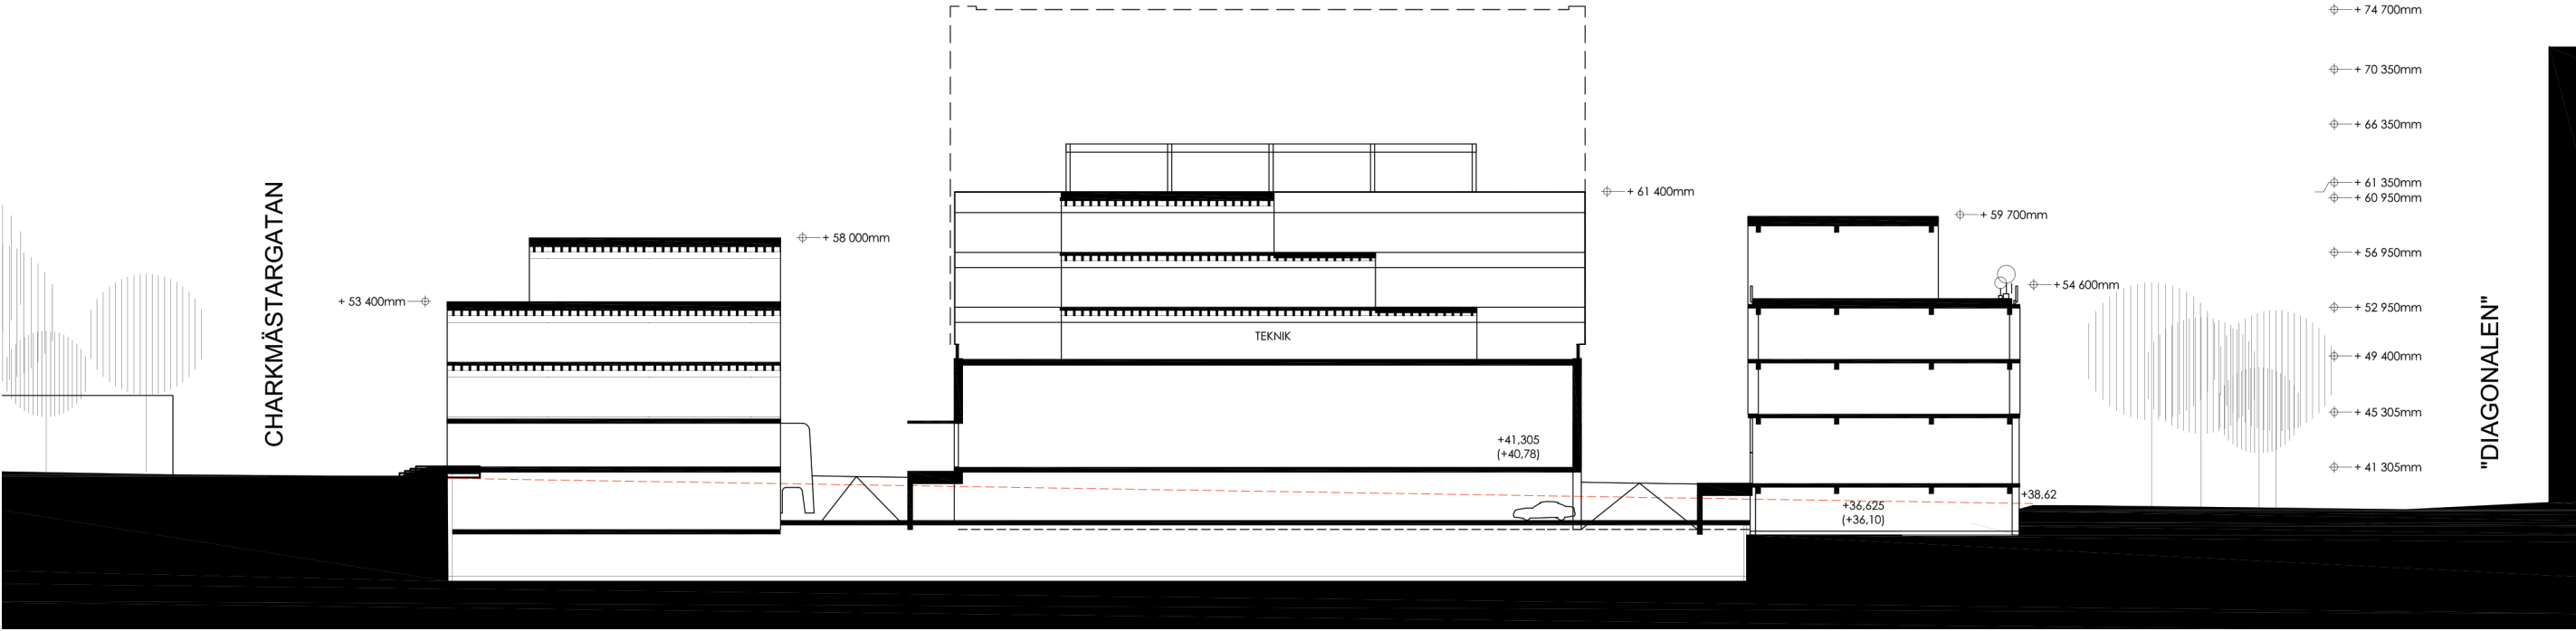 CHARKMÄSTARGATAN
+ 53 400mm
+ 58 000mm
TEKNIK
+41,305
(+40,78)
+ 61 400mm
+ 59 700mm
+ 54 600mm
+38,62
+36,625
(+36,10)
+ 74 700mm
+ 70 350mm
+ 66 350mm
+ 61 350mm
+ 60 950mm
+ 56 950mm
+ 52 950mm
+ 49 400mm
+ 45 305mm
+ 41 305mm
"DIAGONALEN"